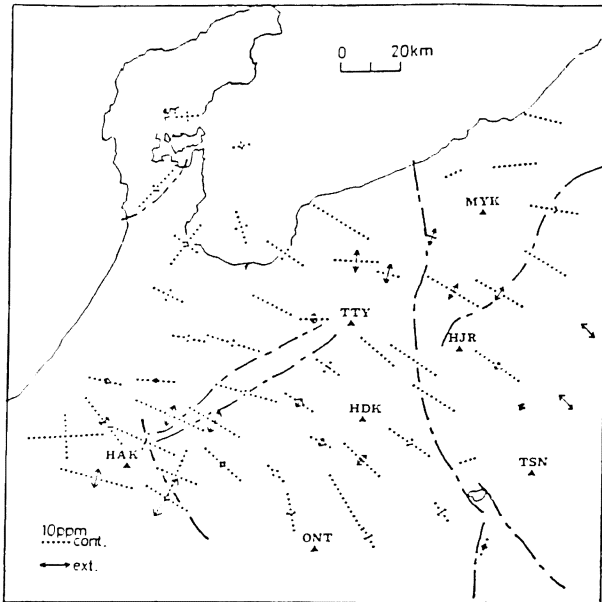 0 20km
MYK
TTY
HJR
HDK
HAK
TSN
10ppm
cont.
ONT
ext.